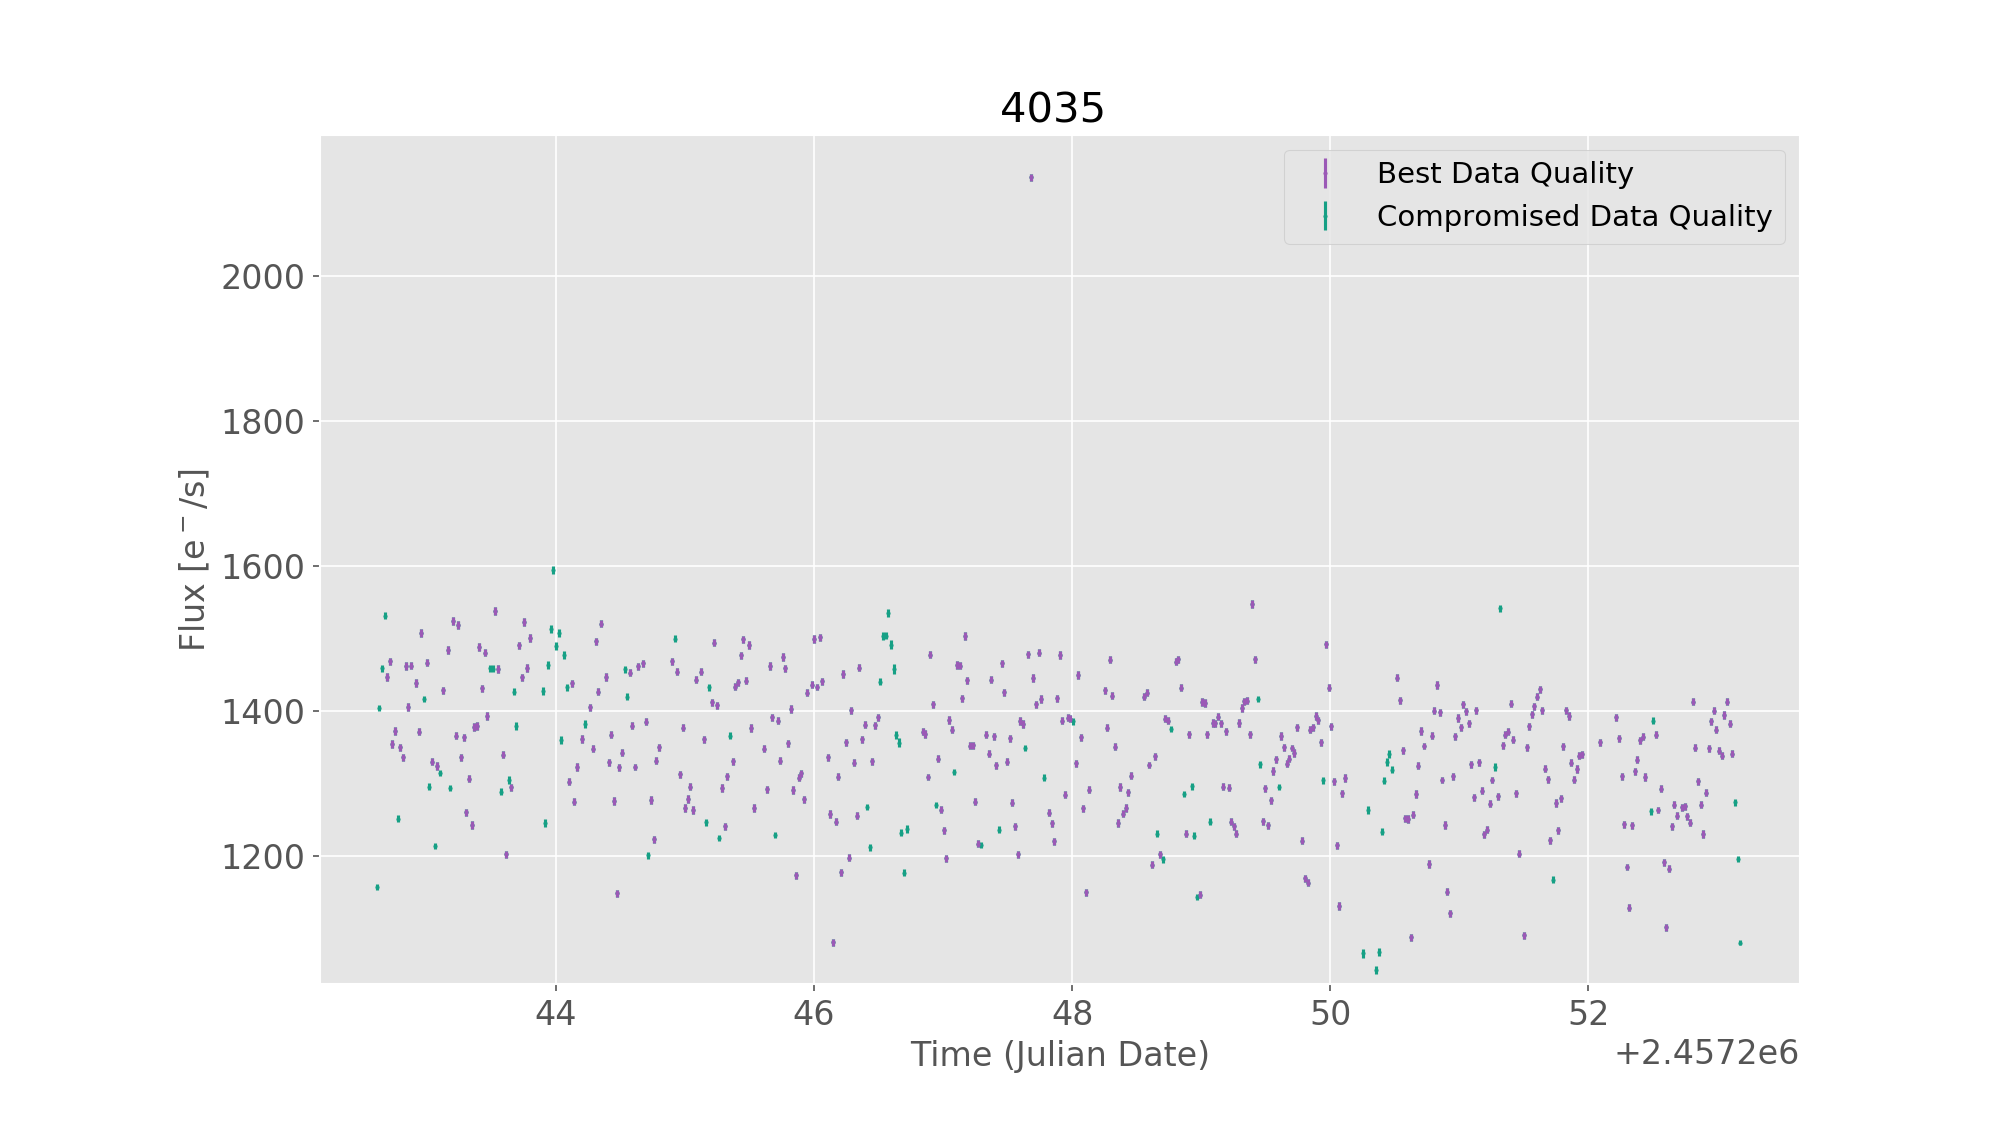 4035
Best Data Quality
Compromised Data Quality
Flux [e⁻/s]
2000
1800
1600
1400
1200
44 46 48 50 52
Time (Julian Date)
+2.4572e6